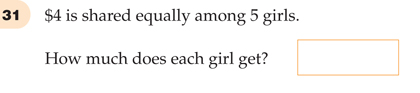 31 $4 is shared equally among 5 girls.
How much does each girl get?